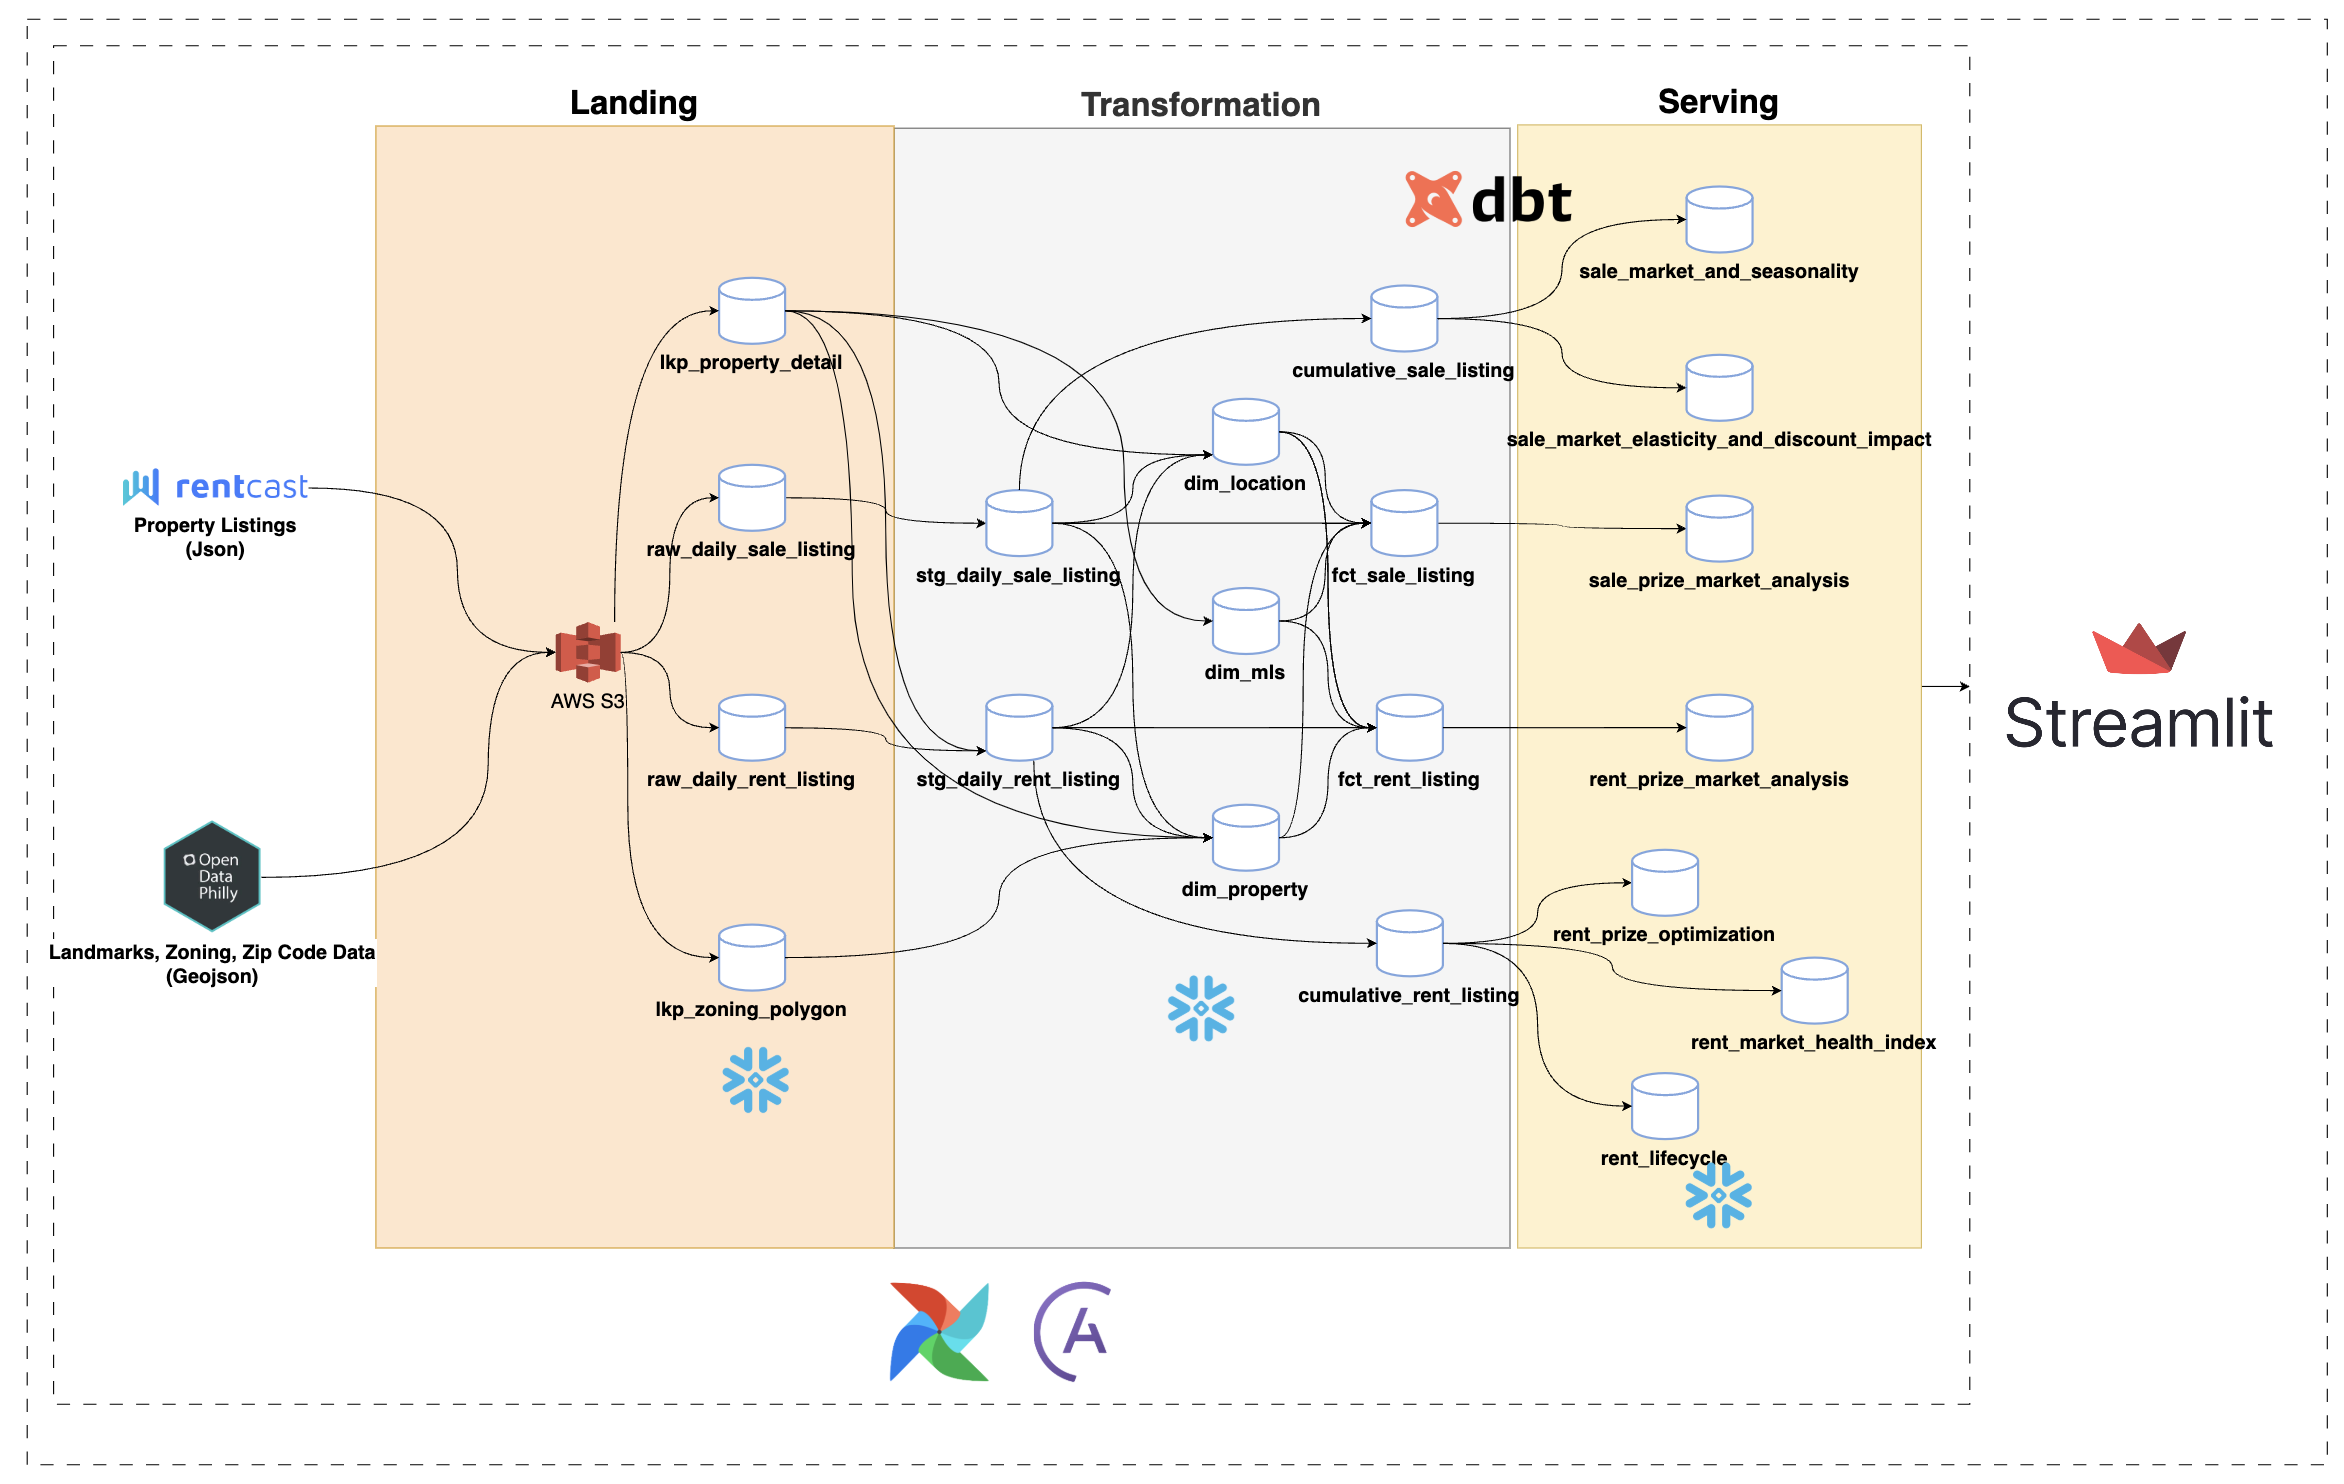 Landing
Transformation
Serving
dbt
sale_market_and_seasonality
lkp_property_detail
cumulative_sale_listing
sale_market_elasticity_and_discount_impact
dim_location
rentcast
Property Listings
(Json)
raw_daily_sale_listing
stg_daily_sale_listing
fct_sale_listing
sale_prize_market_analysis
AWS S3
dim_mls
Streamlit
raw_daily_rent_listing
stg_daily_rent_listing
fct_rent_listing
rent_prize_market_analysis
Open
Data
Philly
dim_property
rent_prize_optimization
Landmarks, Zoning, Zip Code Data
(Geojson)
lkp_zoning_polygon
cumulative_rent_listing
rent_market_health_index
rent_lifecycle
A